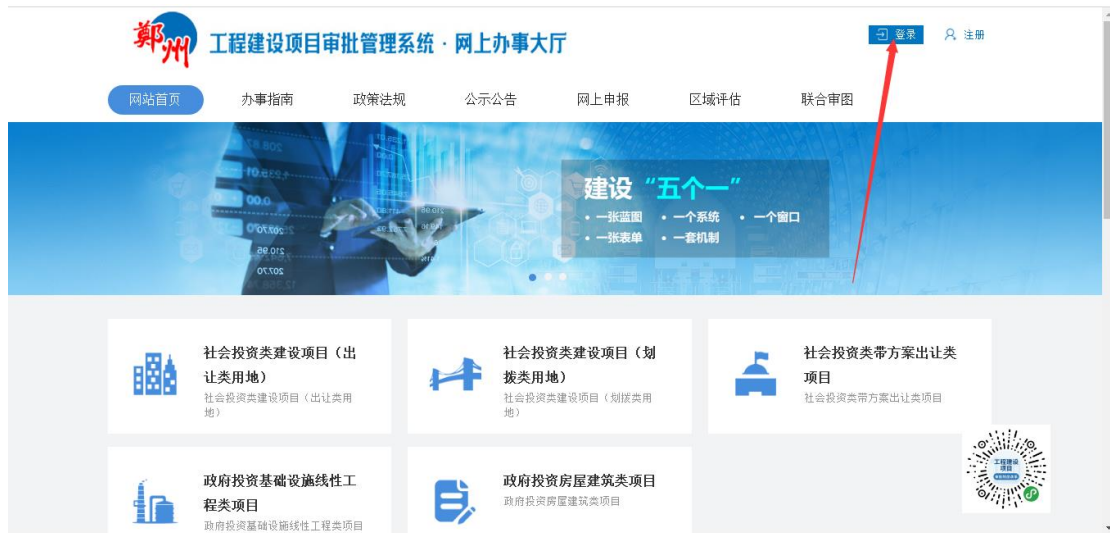 鄭州
工程建设项目审批管理系统·网上办事大厅
登录
注册
网站首页 办事指南 政策法规 公示公告 网上申报 区域评估 联合审图
建设“五个一”
·一张蓝图 ·一个系统 ·一个窗口
·一张表单 ·一套机制
210.96
207.70
社会投资类建设项目（出
让类用地）
社会投资类建设项目（出让类用
地）
社会投资类建设项目（划
拨类用地）
社会投资类建设项目（划拨类用
地）
社会投资类带方案出让类
项目
社会投资类带方案出让类项目
政府投资基础设施线性工
程类项目
政府投资基础设施线性工程类项目
政府投资房屋建筑类项目
政府投资房屋建筑类项目
工程建设
项目